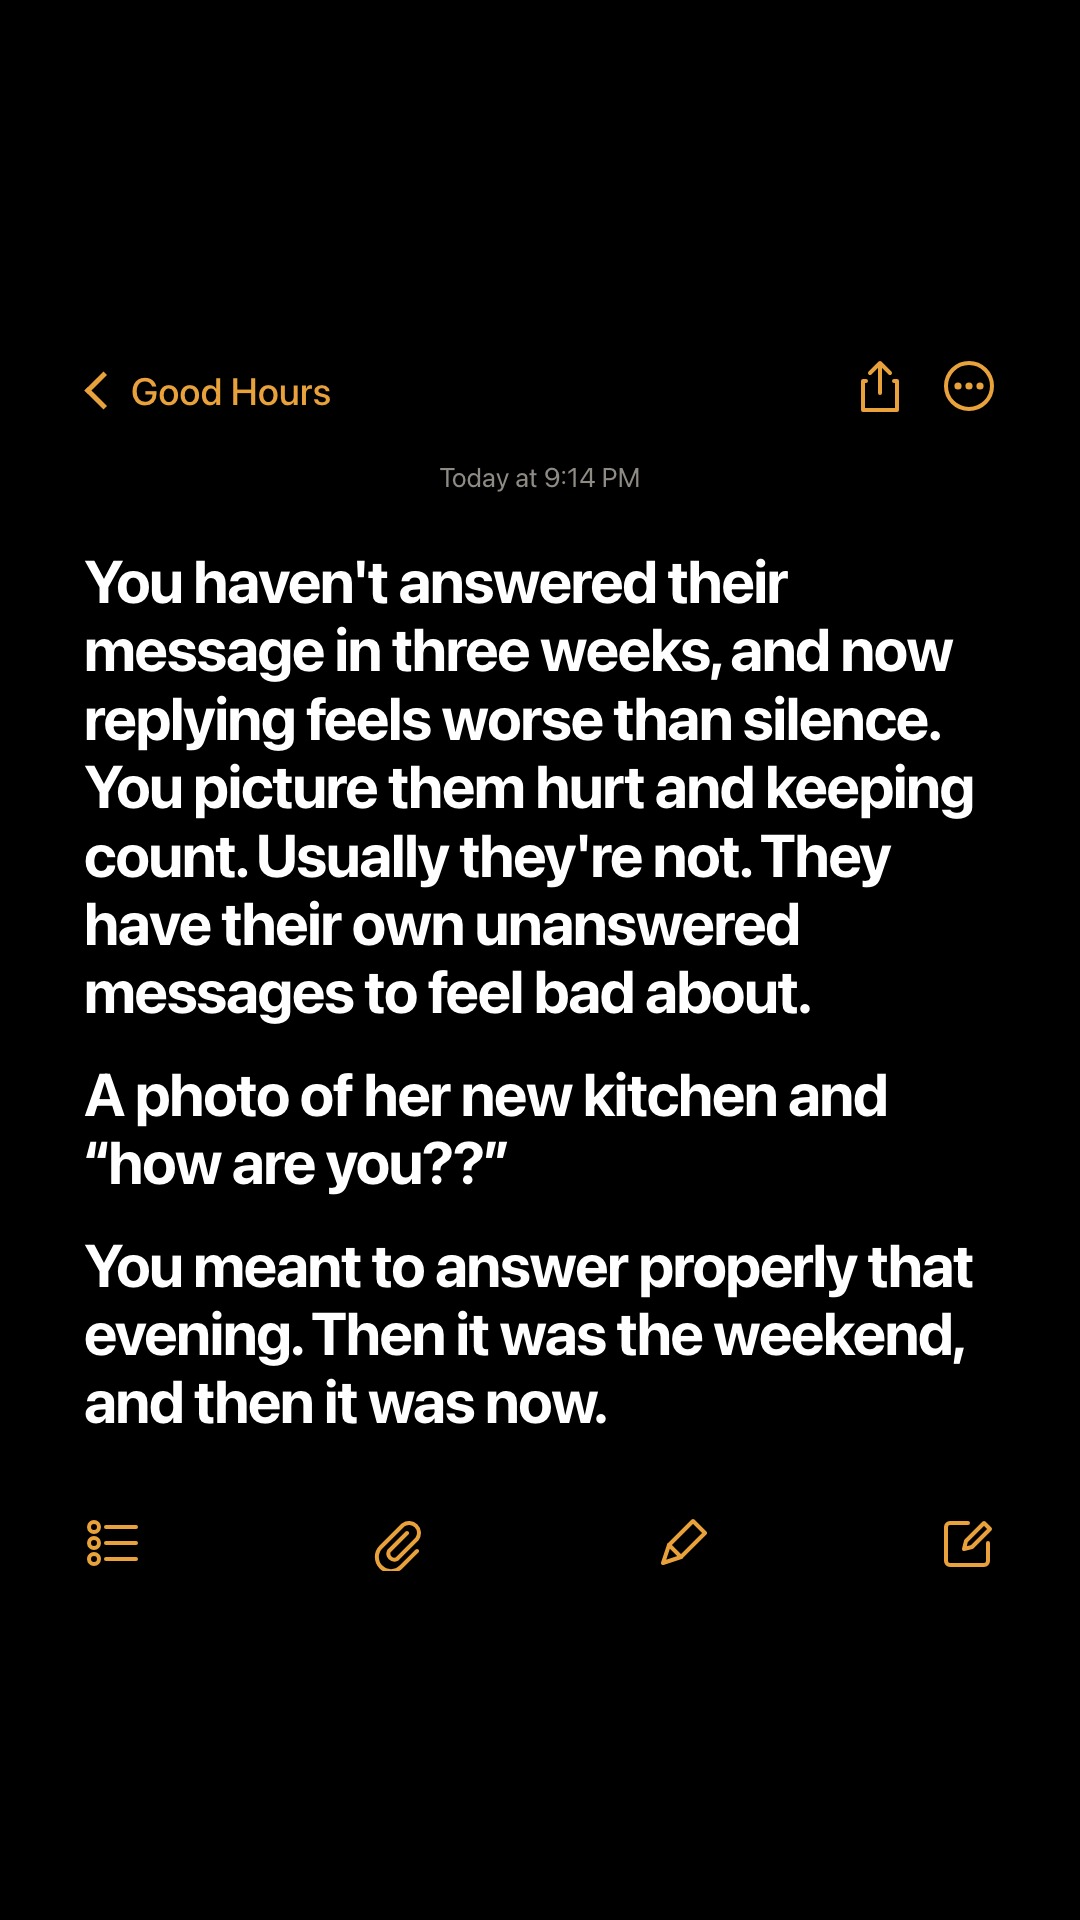 Good Hours
Today at 9:14 PM
You haven't answered their
message in three weeks, and now
replying feels worse than silence.
You picture them hurt and keeping
count. Usually they're not. They
have their own unanswered
messages to feel bad about.
A photo of her new kitchen and
“how are you??”
You meant to answer properly that
evening. Then it was the weekend,
and then it was now.